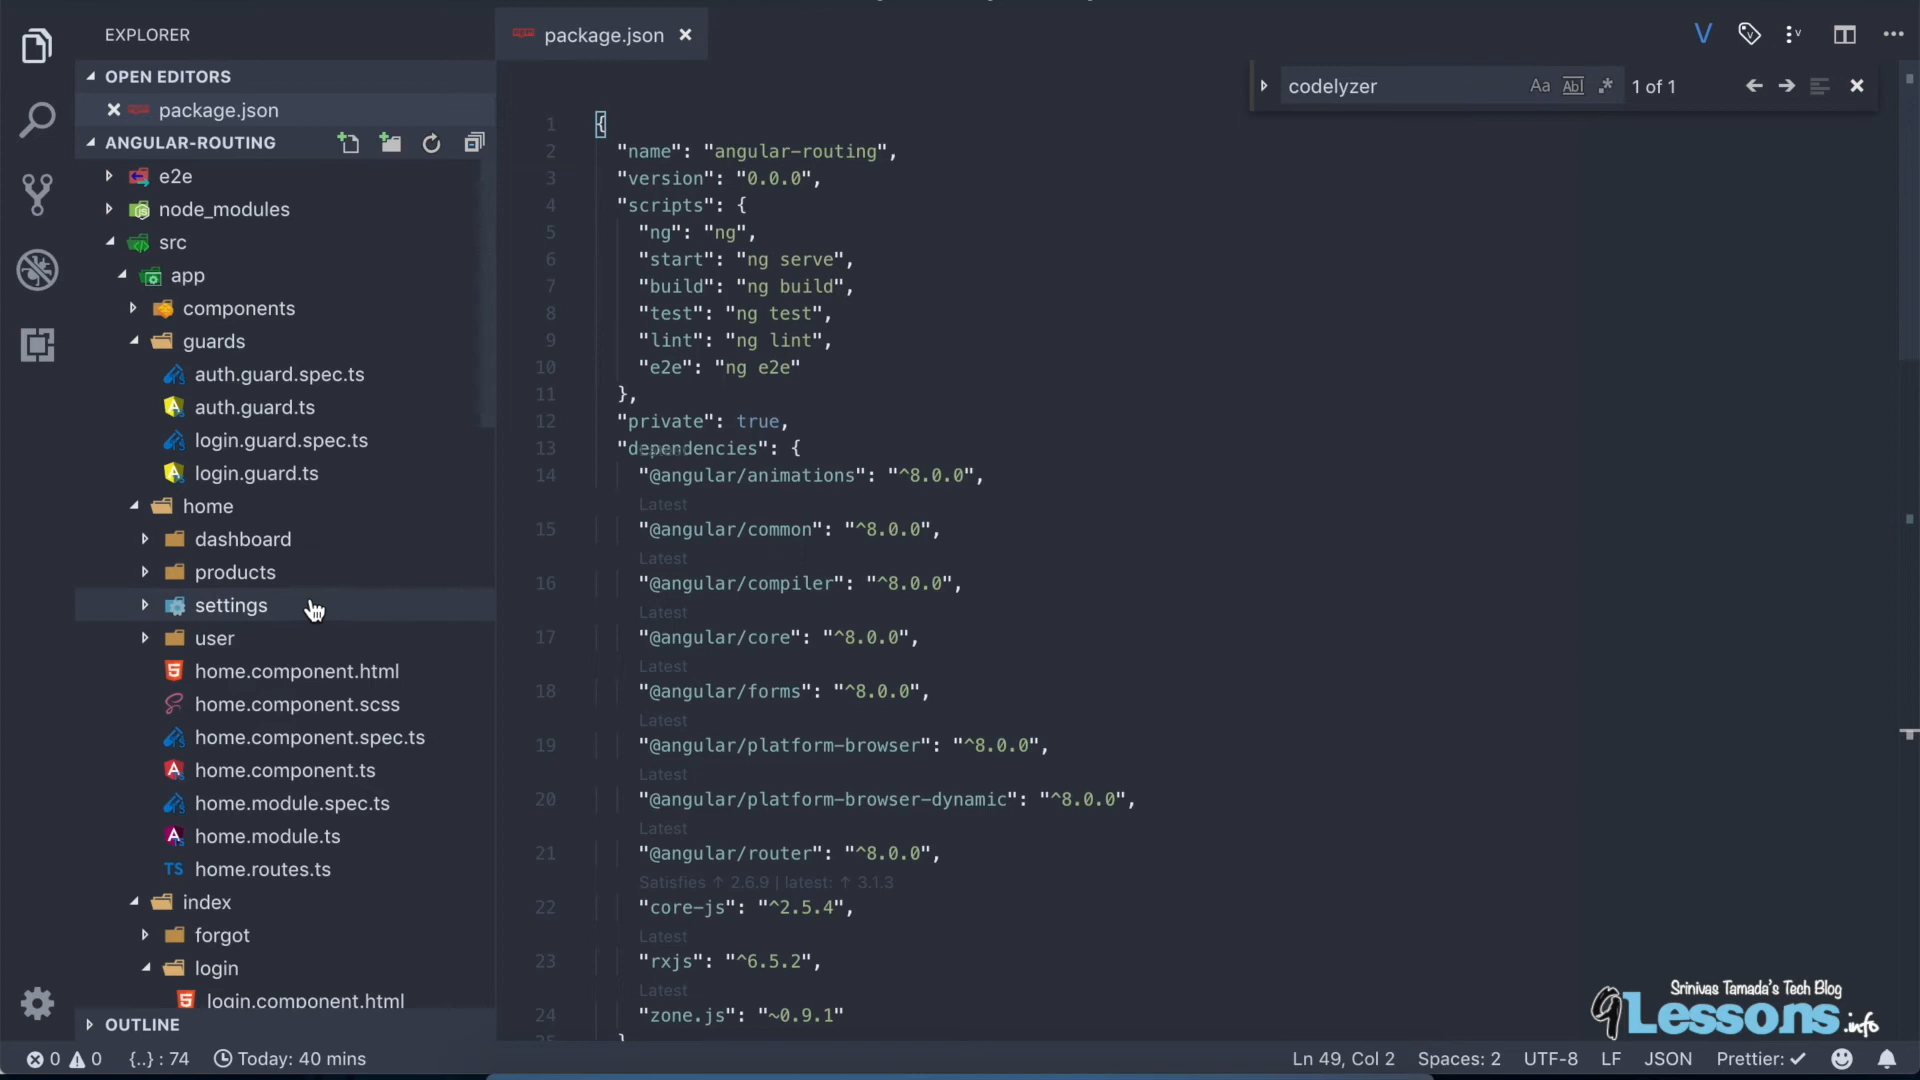 EXPLORER
OPEN EDITORS
package.json
ANGULAR-ROUTING
e2e
node_modules
src
app
components
guards
auth.guard.spec.ts
auth.guard.ts
login.guard.spec.ts
login.guard.ts
home
dashboard
products
settings
user
home.component.html
home.component.scss
home.component.spec.ts
home.component.ts
home.module.spec.ts
home.module.ts
TS home.routes.ts
index
forgot
login
login.component.html
OUTLINE
package.json
codelyzer Aa Abl .* 1 of 1
1 {
2 "name": "angular-routing",
3 "version": "0.0.0",
4 "scripts": {
5 "ng": "ng",
6 "start": "ng serve",
7 "build": "ng build",
8 "test": "ng test",
9 "lint": "ng lint",
10 "e2e": "ng e2e"
11 },
12 "private": true,
13 "dependencies": {
14 "@angular/animations": "^8.0.0",
Latest
15 "@angular/common": "^8.0.0",
Latest
16 "@angular/compiler": "^8.0.0",
Latest
17 "@angular/core": "^8.0.0",
Latest
18 "@angular/forms": "^8.0.0",
Latest
19 "@angular/platform-browser": "^8.0.0",
Latest
20 "@angular/platform-browser-dynamic": "^8.0.0",
Latest
21 "@angular/router": "^8.0.0",
Satisfies ↑ 2.6.9 | latest: ↑ 3.1.3
22 "core-js": "^2.5.4",
Latest
23 "rxjs": "^6.5.2",
Latest
24 "zone.js": "~0.9.1"
Srinivas Tamada's Tech Blog
9Lessons.info
0 0 {..} : 74 Today: 40 mins
Ln 49, Col 2 Spaces: 2 UTF-8 LF JSON Prettier: ✓